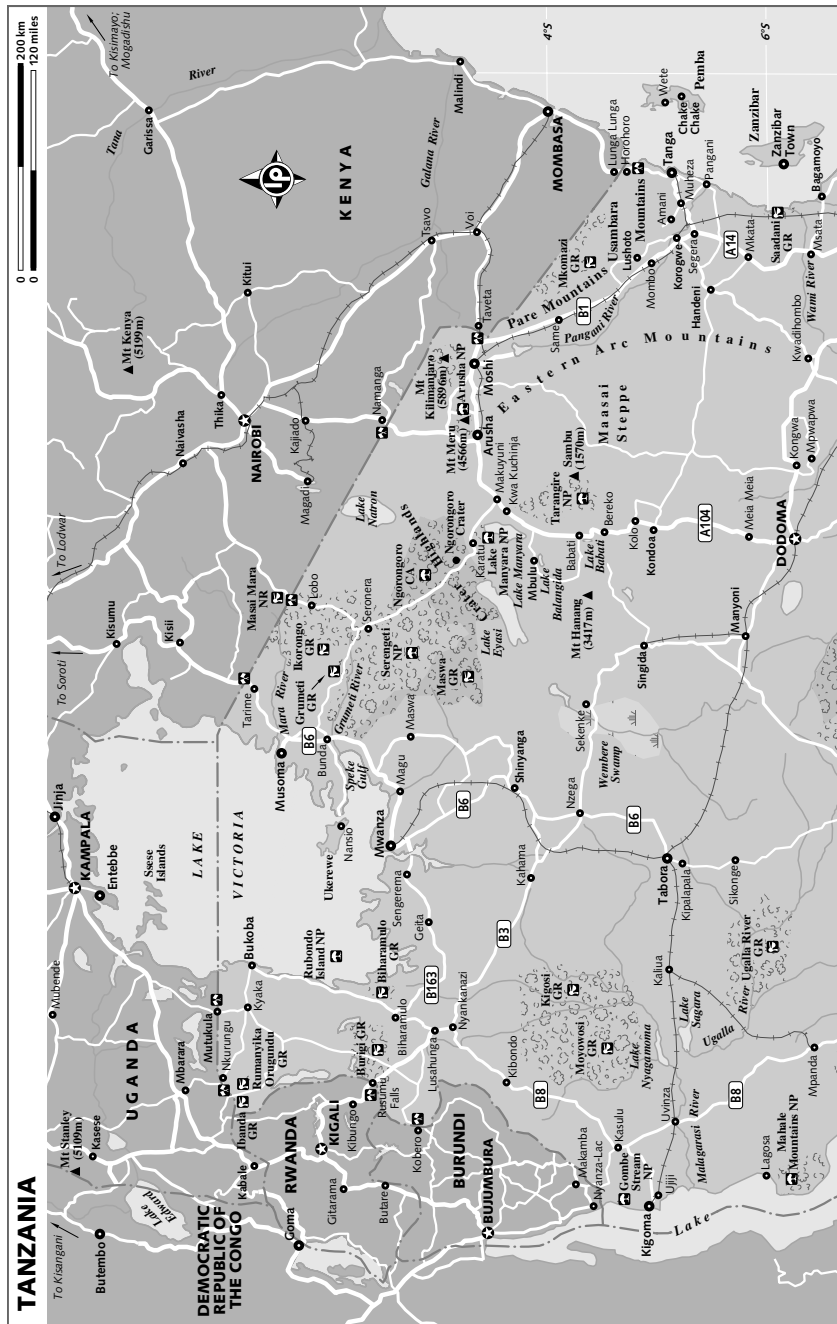 TANZANIA
0 200 km
0 120 miles
To Kisangani
To Soroti
To Lodwar
To Kisimayo;
Mogadishu
Butembo
Mt Stanley
(5109m)
Kasese
Lake
Edward
UGANDA
Mubende
KAMPALA
Jinja
Entebbe
Ssese
Islands
Mbarara
DEMOCRATIC
REPUBLIC OF
THE CONGO
Kisumu
Kisii
Naivasha
Thika
NAIROBI
Mt Kenya
(5199m)
Kitui
KENYA
Garissa
Tana
River
LP
Kajiado
Magadi
Namanga
Tsavo
Voi
Galana River
Malindi
MOMBASA
Taveta
4°S
6°S
Goma
Kabale
RWANDA
KIGALI
Gitarama
Butare
Kibungo
Ibanda
GR
Rumanyika
Orugundu
GR
Nkurungu
Mutukula
Kyaka
Bukoba
LAKE
VICTORIA
Rubondo
Island NP
Ukerewe
Nansio
Speke
Gulf
Musoma
Tarime
Mara River
Bunda
B6
Grumeti
GR
Grumeti River
Ikorongo
GR
Masai Mara
NR
Lobo
Seronera
Serengeti
NP
Maswa
GR
Maswa
Lake
Natron
Ngorongoro
CA
Crater
Highlands
Ngorongoro
Crater
Lake
Eyasi
Karatu
Lake
Manyara NP
Lake Manyara
Makuyuni
Kwa Kuchinja
Mt Meru
(4566m)
Arusha
Arusha NP
Mt
Kilimanjaro
(5896m)
Moshi
BURUNDI
BUJUMBURA
Kobero
Rusumu
Falls
Burigi GR
Biharamulo
GR
Biharamulo
Lusahunga
Nyankanazi
B163
Geita
Sengerema
Mwanza
Magu
B6
Shinyanga
Kahama
B3
Kibondo
B8
Makamba
Nyanza-Lac
Kasulu
Gombe
Stream
NP
Kigoma
Ujiji
Lake
Uvinza
Malagarasi River
B8
Lagosa
Mahale
Mountains NP
Mpanda
Moyowosi
GR
Kigosi
GR
Lake
Nyagamoma
Lake
Sagara
Ugalla
River
Ugalla River
GR
Kaliua
Tabora
Kipalapala
Sikonge
B6
Nzega
Sekenke
Wembere
Swamp
Singida
Mt Hanang
(3417m)
Lake
Balangida
Mbulu
Babati
Lake
Babati
Bereko
Kolo
Kondoa
Tarangire
NP
Sambu
(1570m)
Maasai
Steppe
Manyoni
A104
Meia Meia
DODOMA
Kongwa
Mpwapwa
Same
B1
Pare Mountains
Pangani River
Eastern Arc Mountains
Mkomazi
GR
Usambara
Mountains
Lushoto
Mombo
Lunga Lunga
Horohoro
Tanga
Amani
Muheza
Pangani
Korogwe
Segera
Handeni
A14
Mkata
Saadani
GR
Msata
Wami River
Kwadihombo
Wete
Chake
Chake
Pemba
Zanzibar
Zanzibar
Town
Bagamoyo